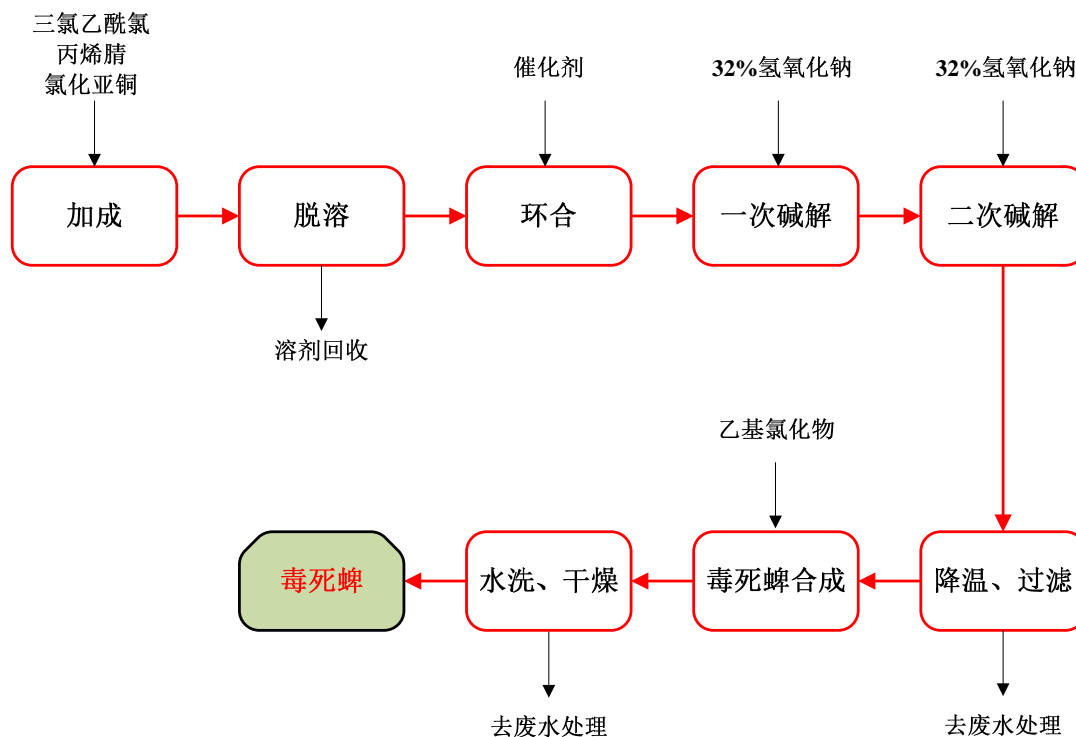 三氯乙酰氯
丙烯腈
氯化亚铜
催化剂
32%氢氧化钠
32%氢氧化钠
加成
脱溶
环合
一次碱解
二次碱解
溶剂回收
乙基氯化物
毒死蜱
水洗、干燥
毒死蜱合成
降温、过滤
去废水处理
去废水处理